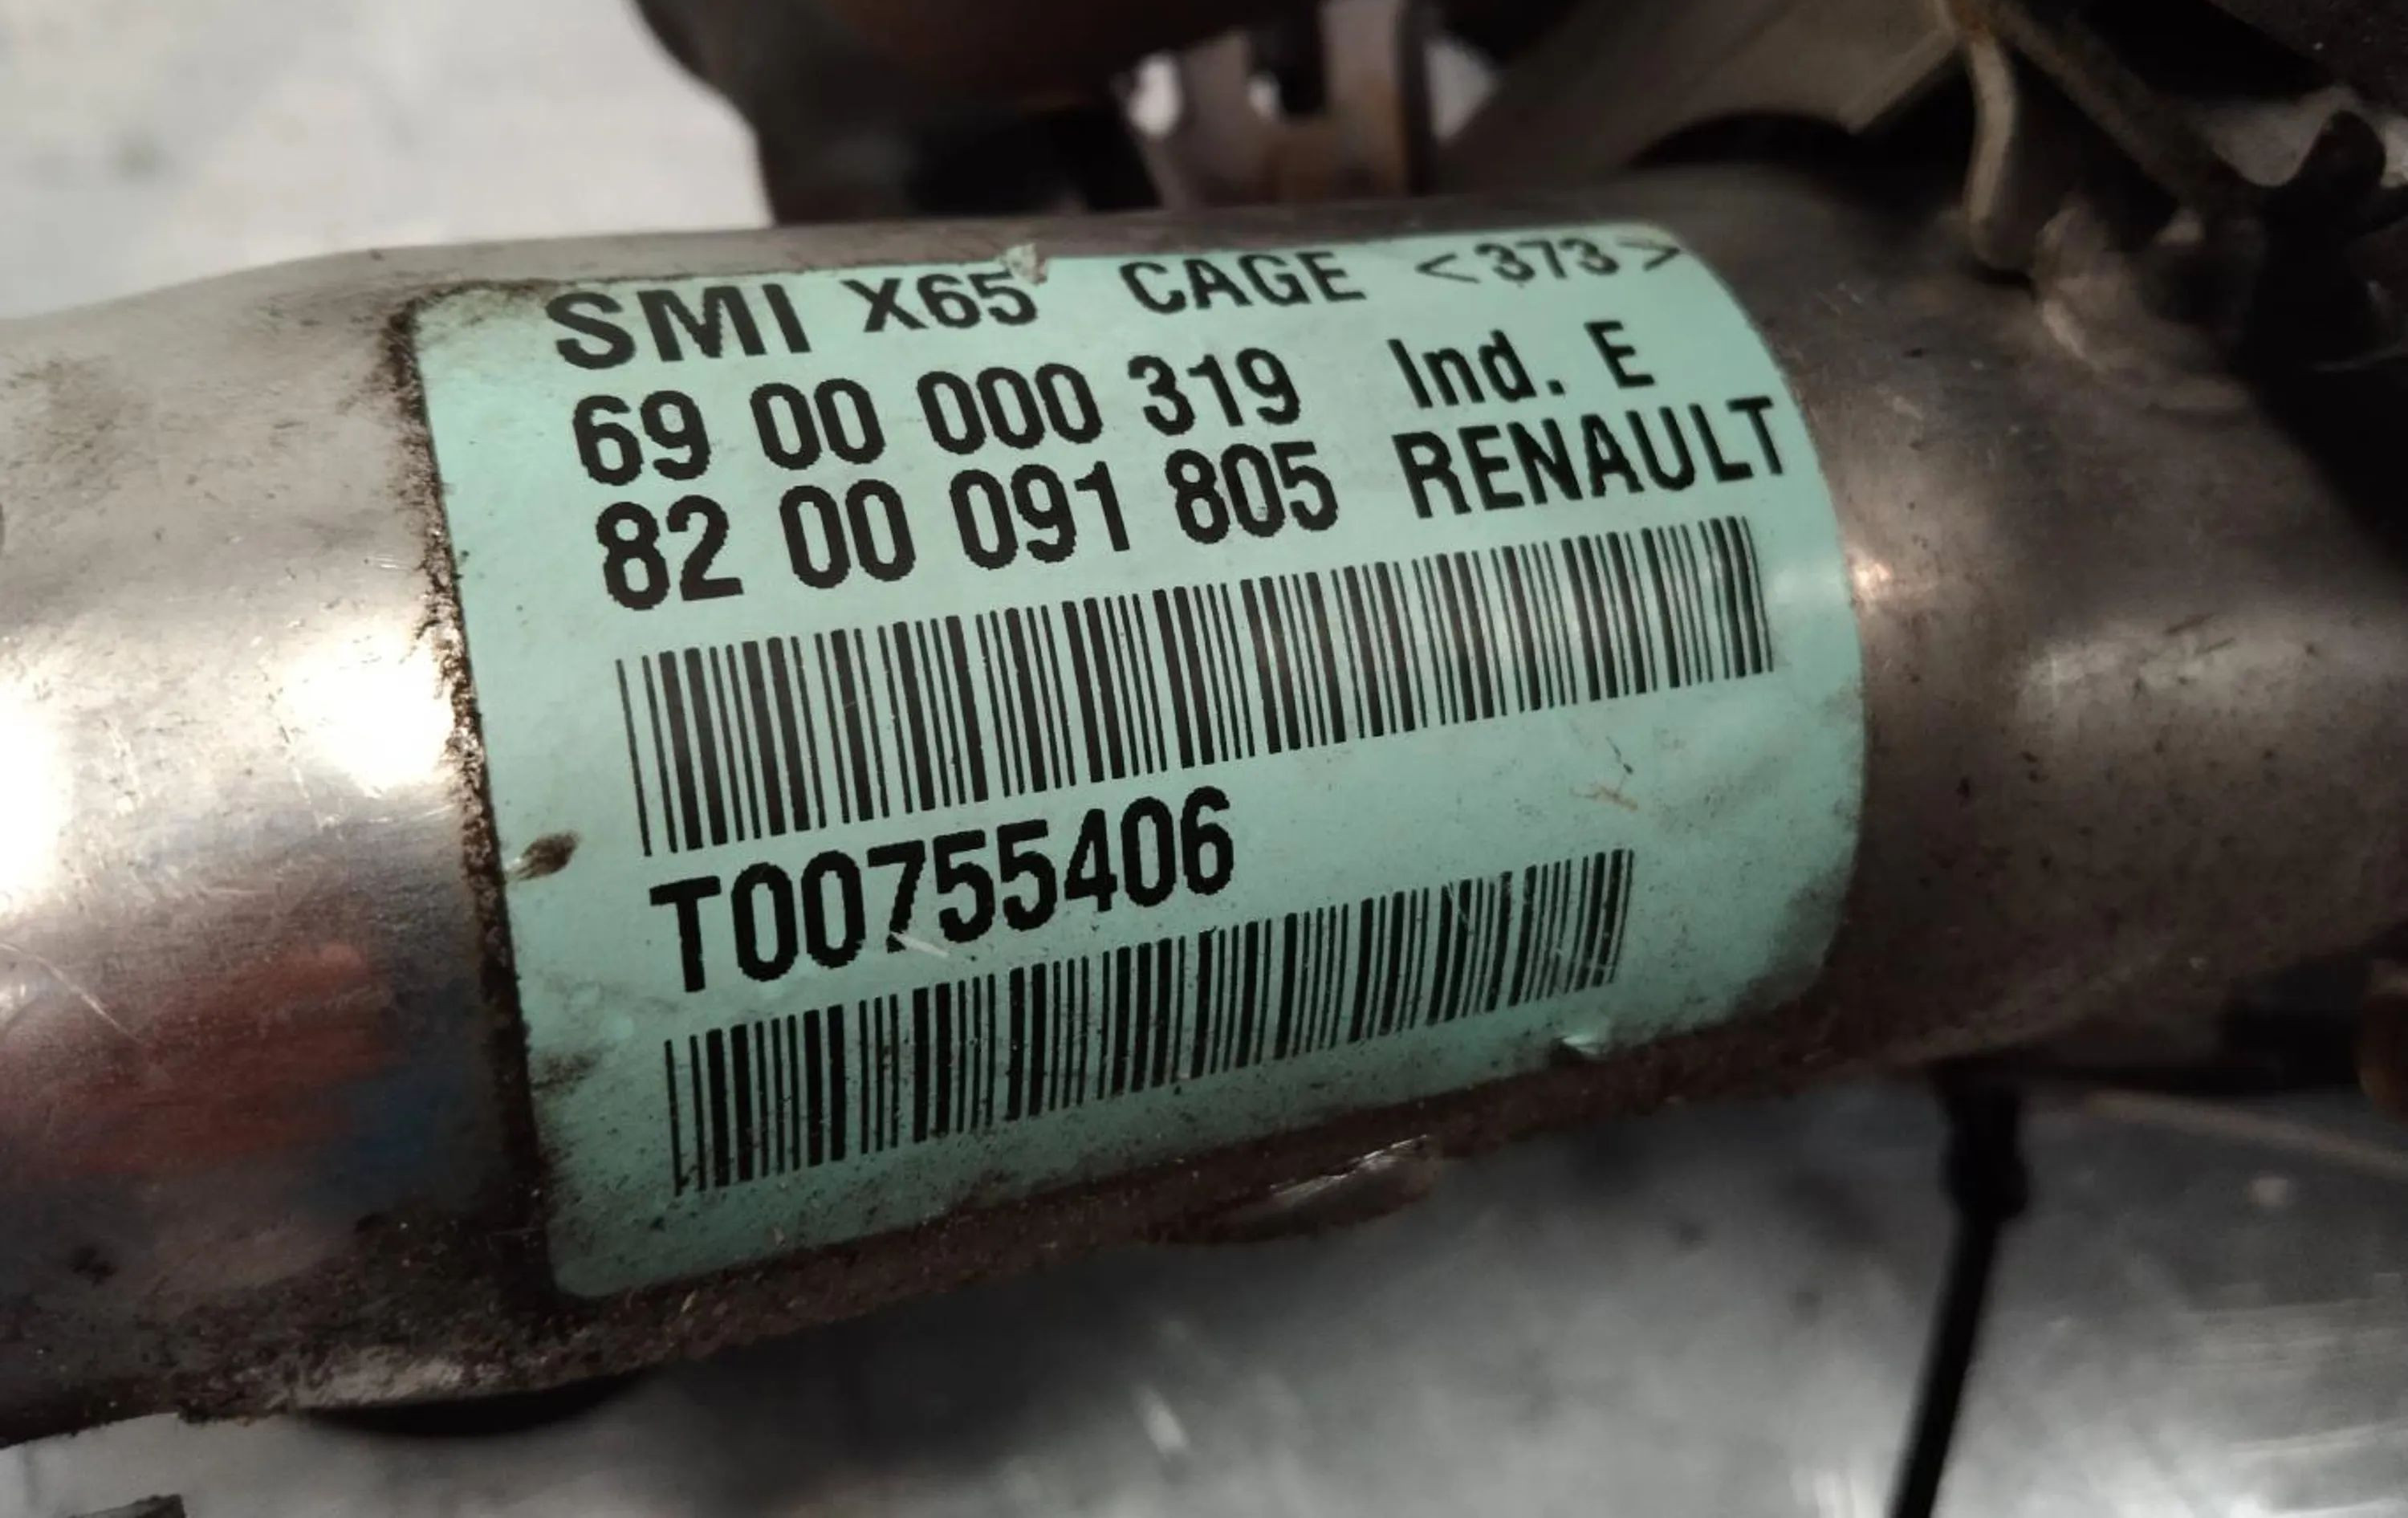 SMI X65 CAGE <373>
69 00 000 319 Ind. E
82 00 091 805 RENAULT
T00755406